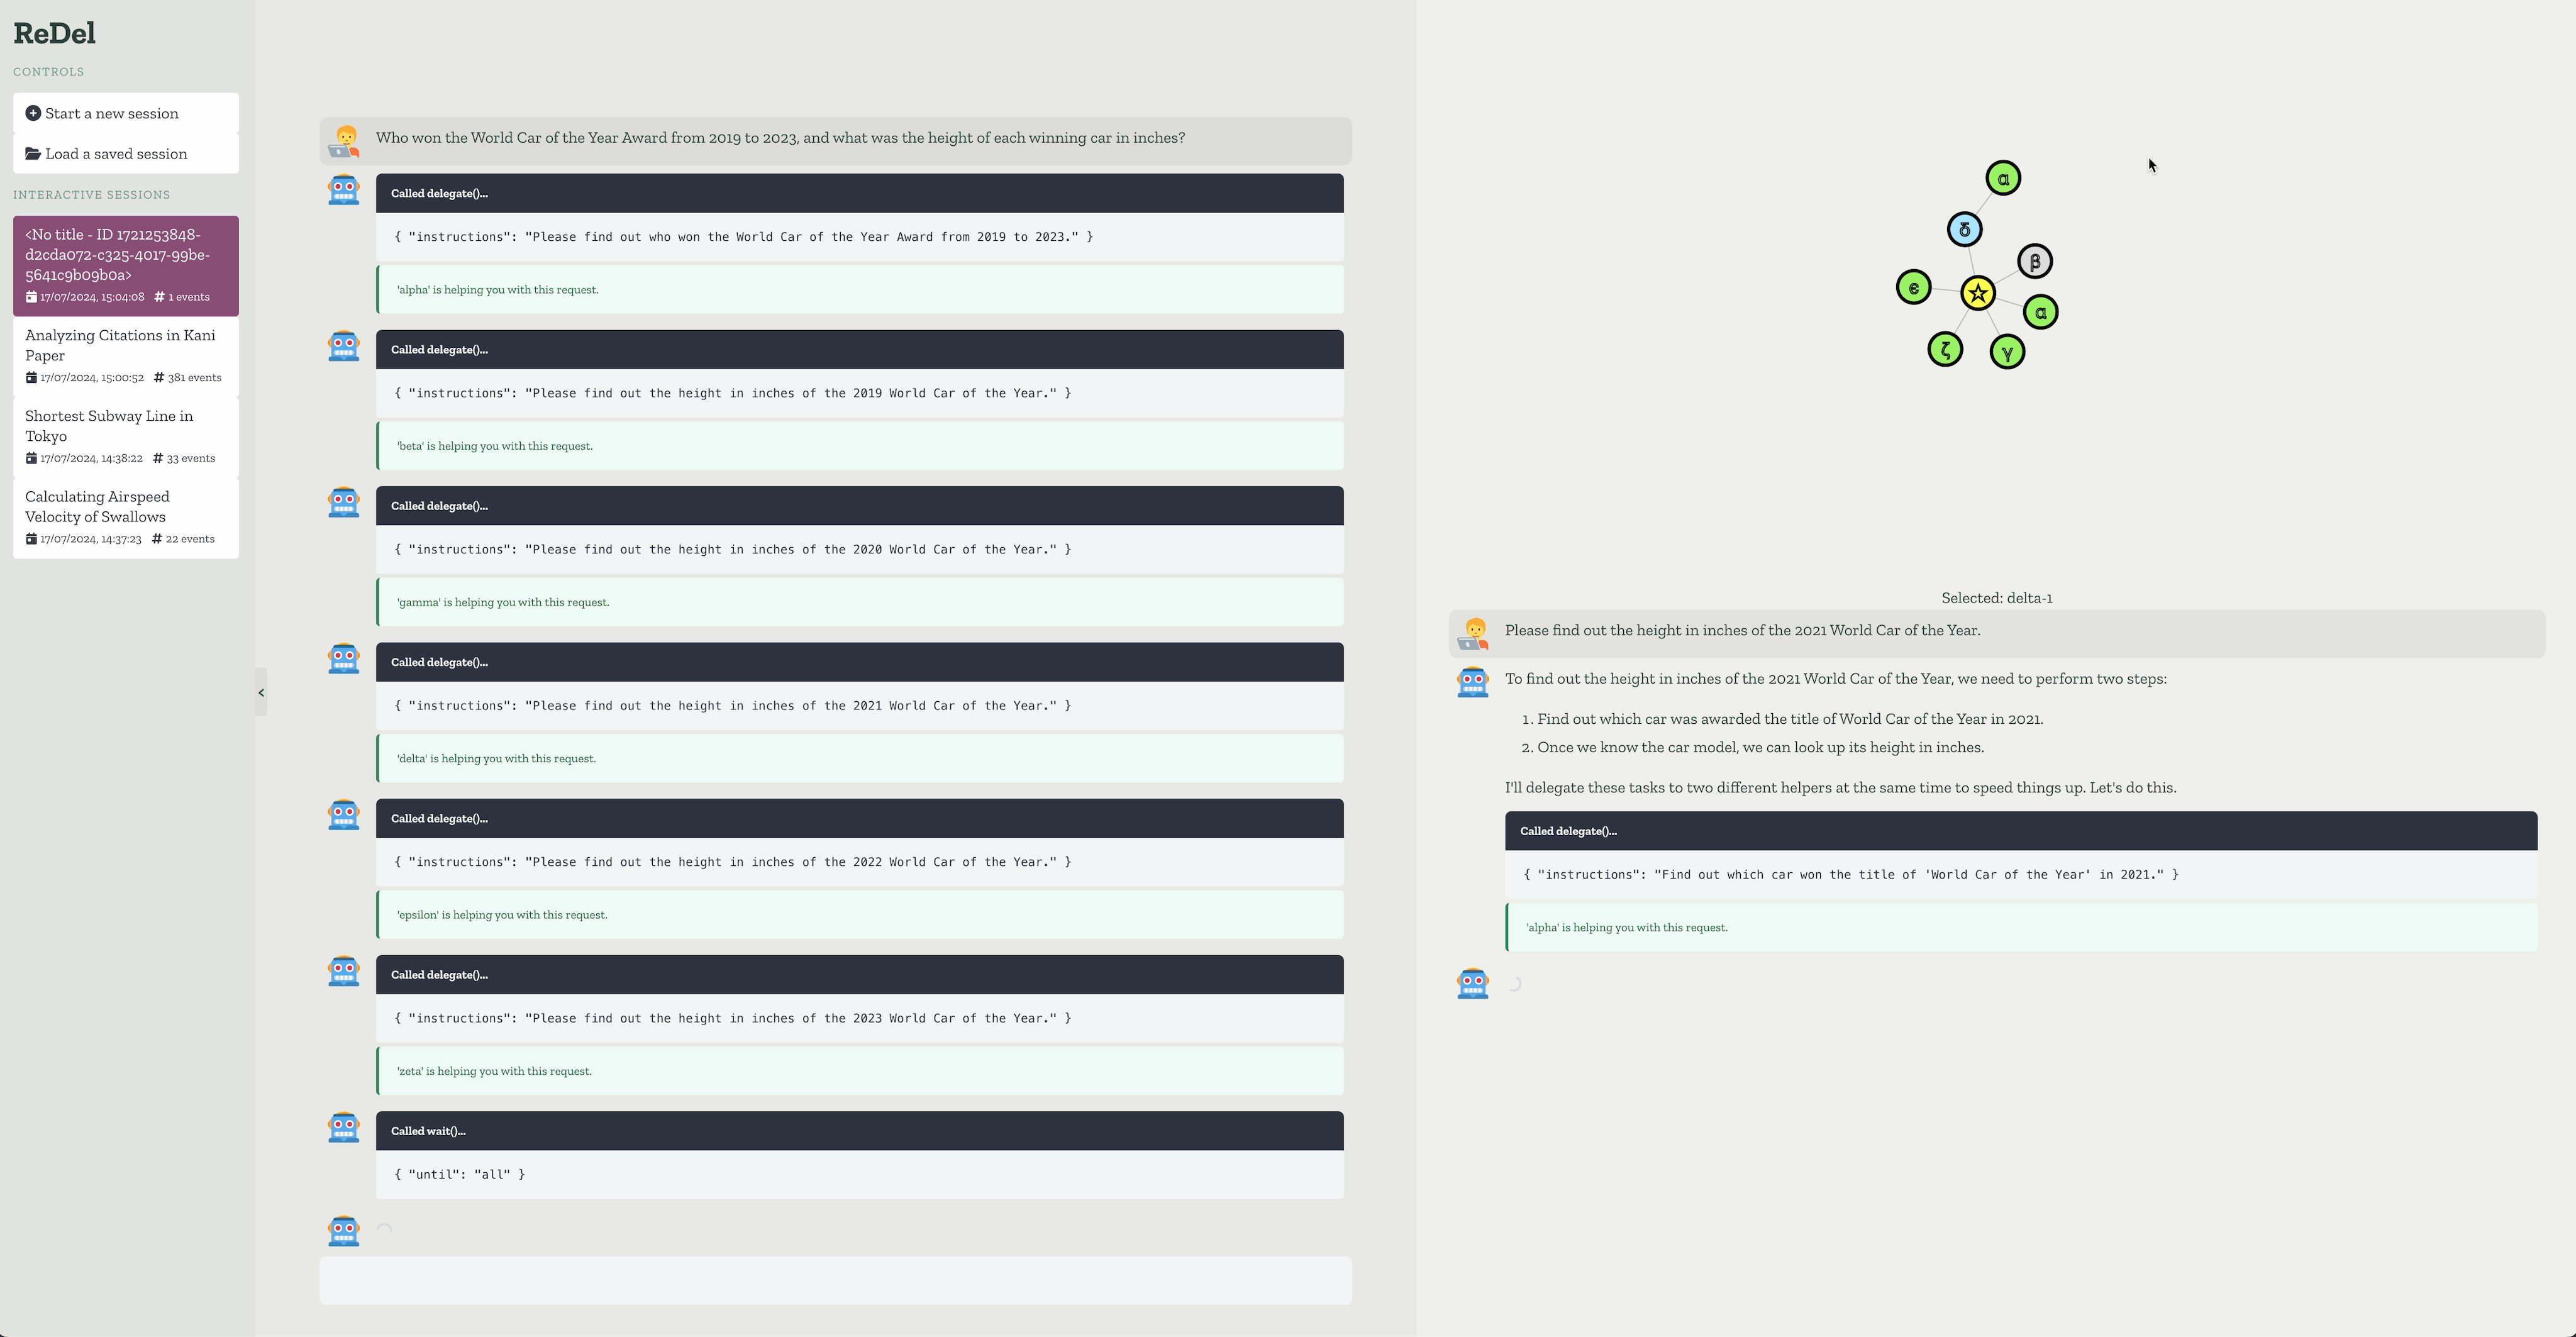 ReDel
CONTROLS
Start a new session
Load a saved session
INTERACTIVE SESSIONS
<No title - ID 1721253848-
d2cda072-c325-4017-99be-
5641c9b09b0a>
17/07/2024, 15:04:08 # 1 events
Analyzing Citations in Kani
Paper
17/07/2024, 15:00:52 # 381 events
Shortest Subway Line in
Tokyo
17/07/2024, 14:38:22 # 33 events
Calculating Airspeed
Velocity of Swallows
17/07/2024, 14:37:23 # 22 events
<
Who won the World Car of the Year Award from 2019 to 2023, and what was the height of each winning car in inches?
Called delegate()...
{ "instructions": "Please find out who won the World Car of the Year Award from 2019 to 2023." }
'alpha' is helping you with this request.
Called delegate()...
{ "instructions": "Please find out the height in inches of the 2019 World Car of the Year." }
'beta' is helping you with this request.
Called delegate()...
{ "instructions": "Please find out the height in inches of the 2020 World Car of the Year." }
'gamma' is helping you with this request.
Called delegate()...
{ "instructions": "Please find out the height in inches of the 2021 World Car of the Year." }
'delta' is helping you with this request.
Called delegate()...
{ "instructions": "Please find out the height in inches of the 2022 World Car of the Year." }
'epsilon' is helping you with this request.
Called delegate()...
{ "instructions": "Please find out the height in inches of the 2023 World Car of the Year." }
'zeta' is helping you with this request.
Called wait()...
{ "until": "all" }
α
δ
β
ϵ
α
ζ
γ
Selected: delta-1
Please find out the height in inches of the 2021 World Car of the Year.
To find out the height in inches of the 2021 World Car of the Year, we need to perform two steps:
1. Find out which car was awarded the title of World Car of the Year in 2021.
2. Once we know the car model, we can look up its height in inches.
I'll delegate these tasks to two different helpers at the same time to speed things up. Let's do this.
Called delegate()...
{ "instructions": "Find out which car won the title of 'World Car of the Year' in 2021." }
'alpha' is helping you with this request.